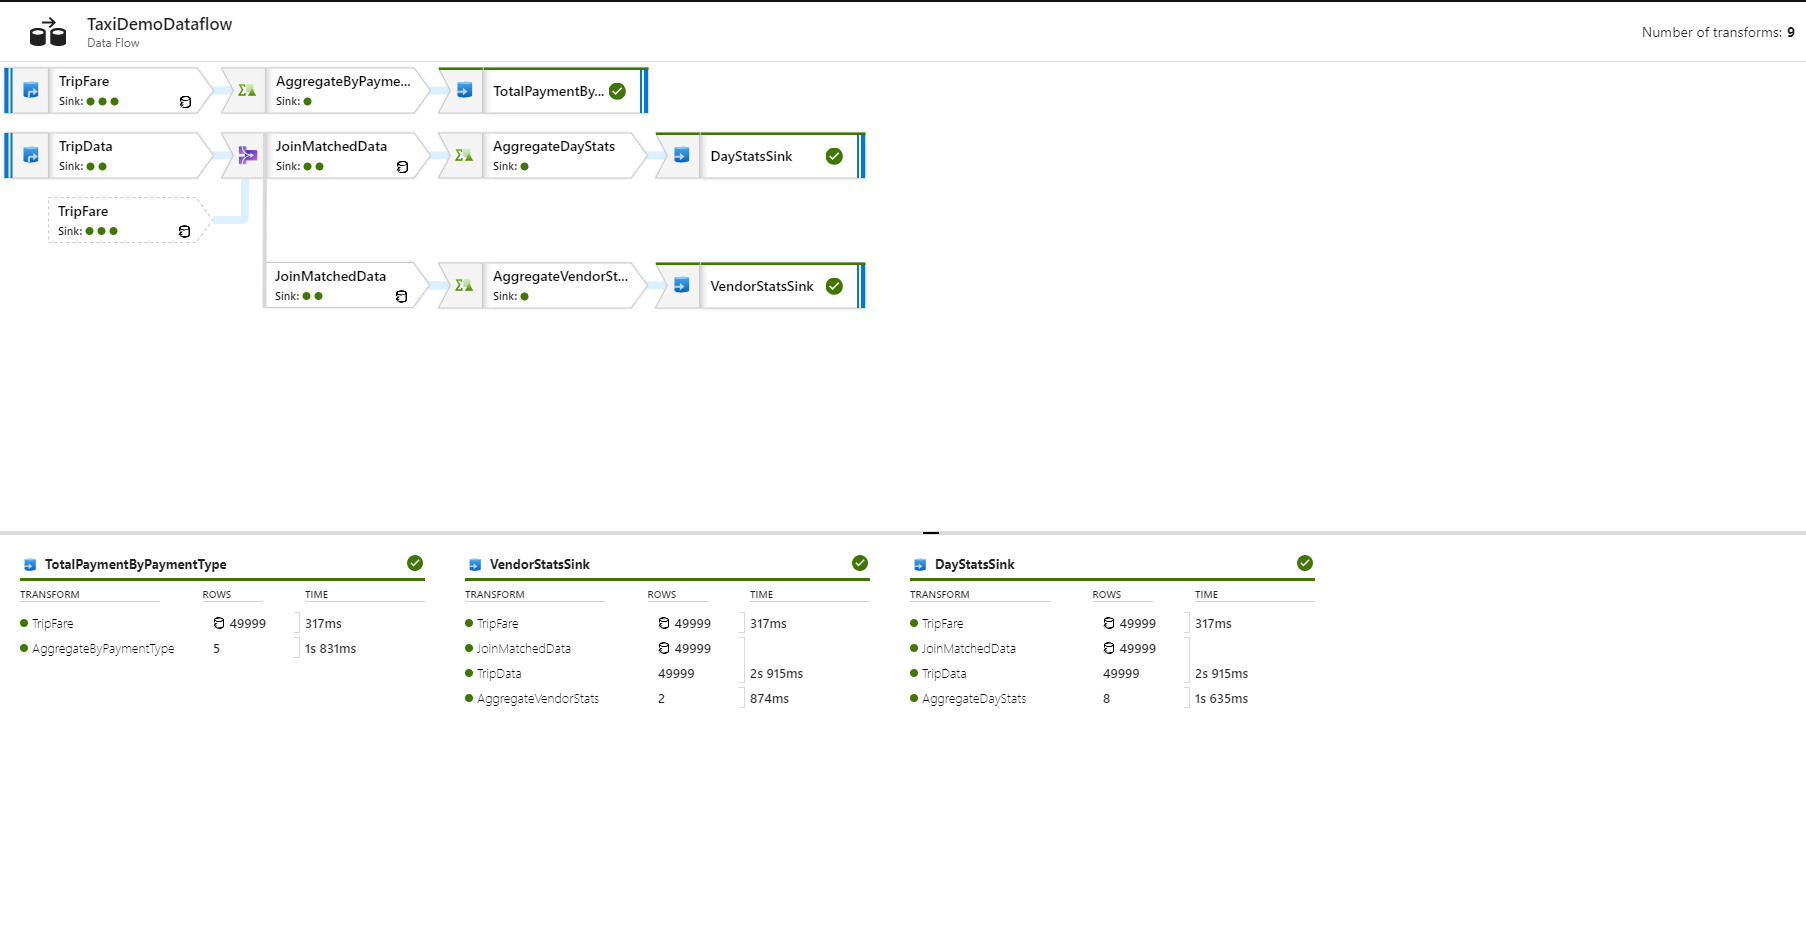 TaxiDemoDataflow
Data Flow
Number of transforms: 9
TripFare
Sink:
AggregateByPayme...
Sink:
TotalPaymentBy...
TripData
Sink:
JoinMatchedData
Sink:
AggregateDayStats
Sink:
DayStatsSink
TripFare
Sink:
JoinMatchedData
Sink:
AggregateVendorSt...
Sink:
VendorStatsSink
TotalPaymentByPaymentType
TRANSFORM ROWS TIME
TripFare 49999 317ms
AggregateByPaymentType 5 1s 831ms
VendorStatsSink
TRANSFORM ROWS TIME
TripFare 49999 317ms
JoinMatchedData 49999
TripData 49999 2s 915ms
AggregateVendorStats 2 874ms
DayStatsSink
TRANSFORM ROWS TIME
TripFare 49999 317ms
JoinMatchedData 49999
TripData 49999 2s 915ms
AggregateDayStats 8 1s 635ms